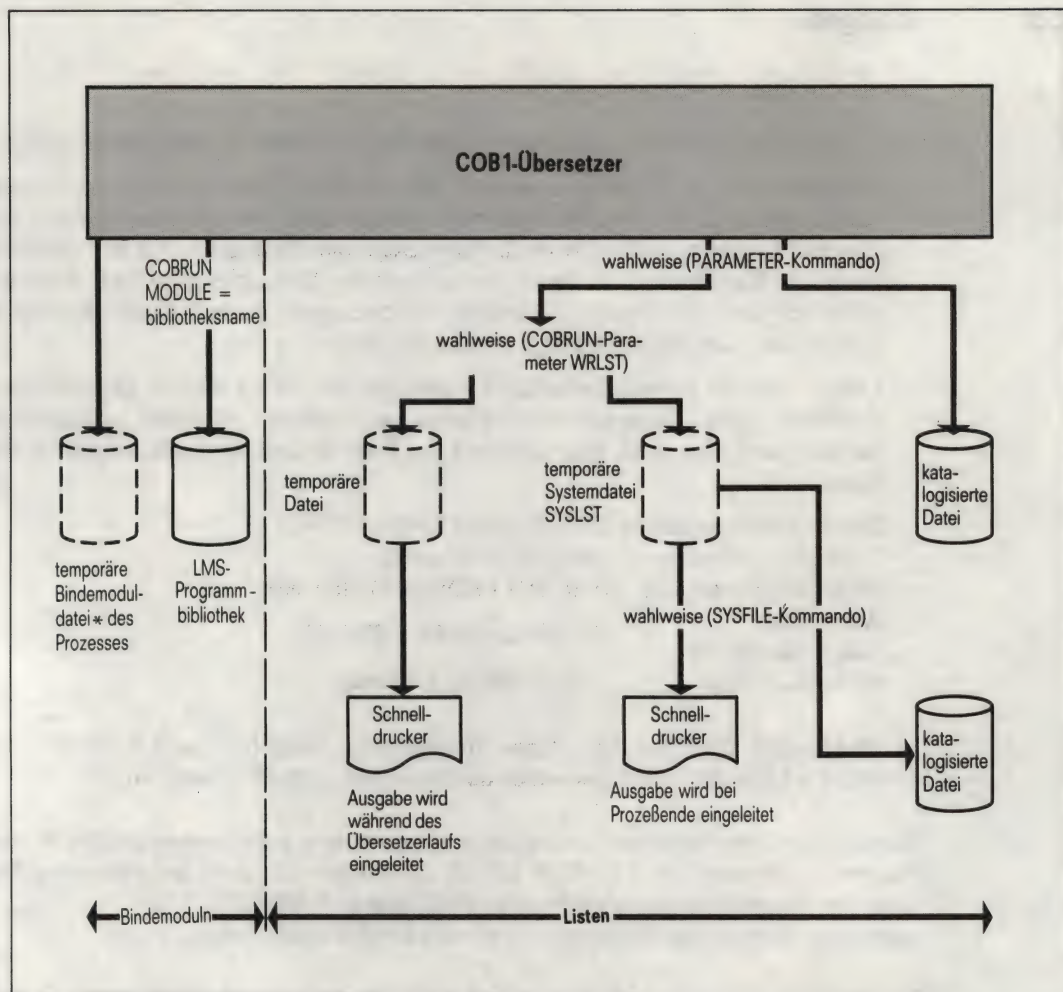 COB1-Übersetzer
COBRUN
MODULE =
bibliotheksname
wahlweise (PARAMETER-Kommando)
wahlweise (COBRUN-Para-
meter WRLST)
temporäre
Datei
temporäre
Systemdatei
SYSLST
kata-
logisierte
Datei
temporäre
Bindemodul-
datei* des
Prozesses
LMS-
Programm-
bibliothek
wahlweise (SYSFILE-Kommando)
Schnell-
drucker
Schnell-
drucker
kata-
logisierte
Datei
Ausgabe wird
während des
Übersetzerlaufs
eingeleitet
Ausgabe wird bei
Prozeßende eingeleitet
Bindemoduln
Listen